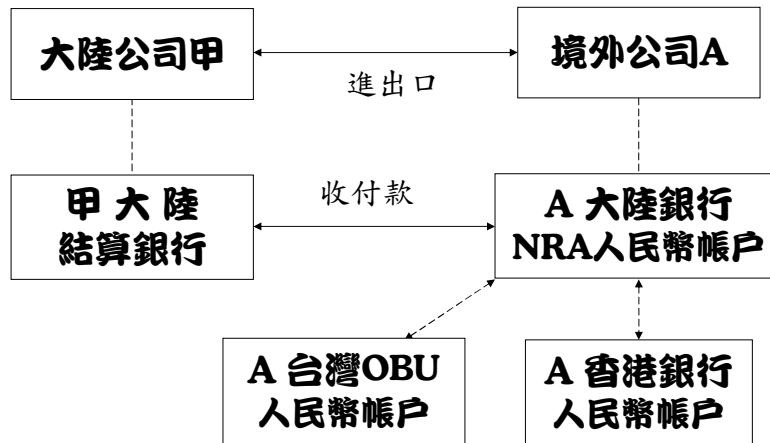 大陸公司甲
境外公司A
進出口
甲 大 陸
結算銀行
收付款
A 大陸銀行
NRA人民幣帳戶
A 台灣OBU
人民幣帳戶
A 香港銀行
人民幣帳戶